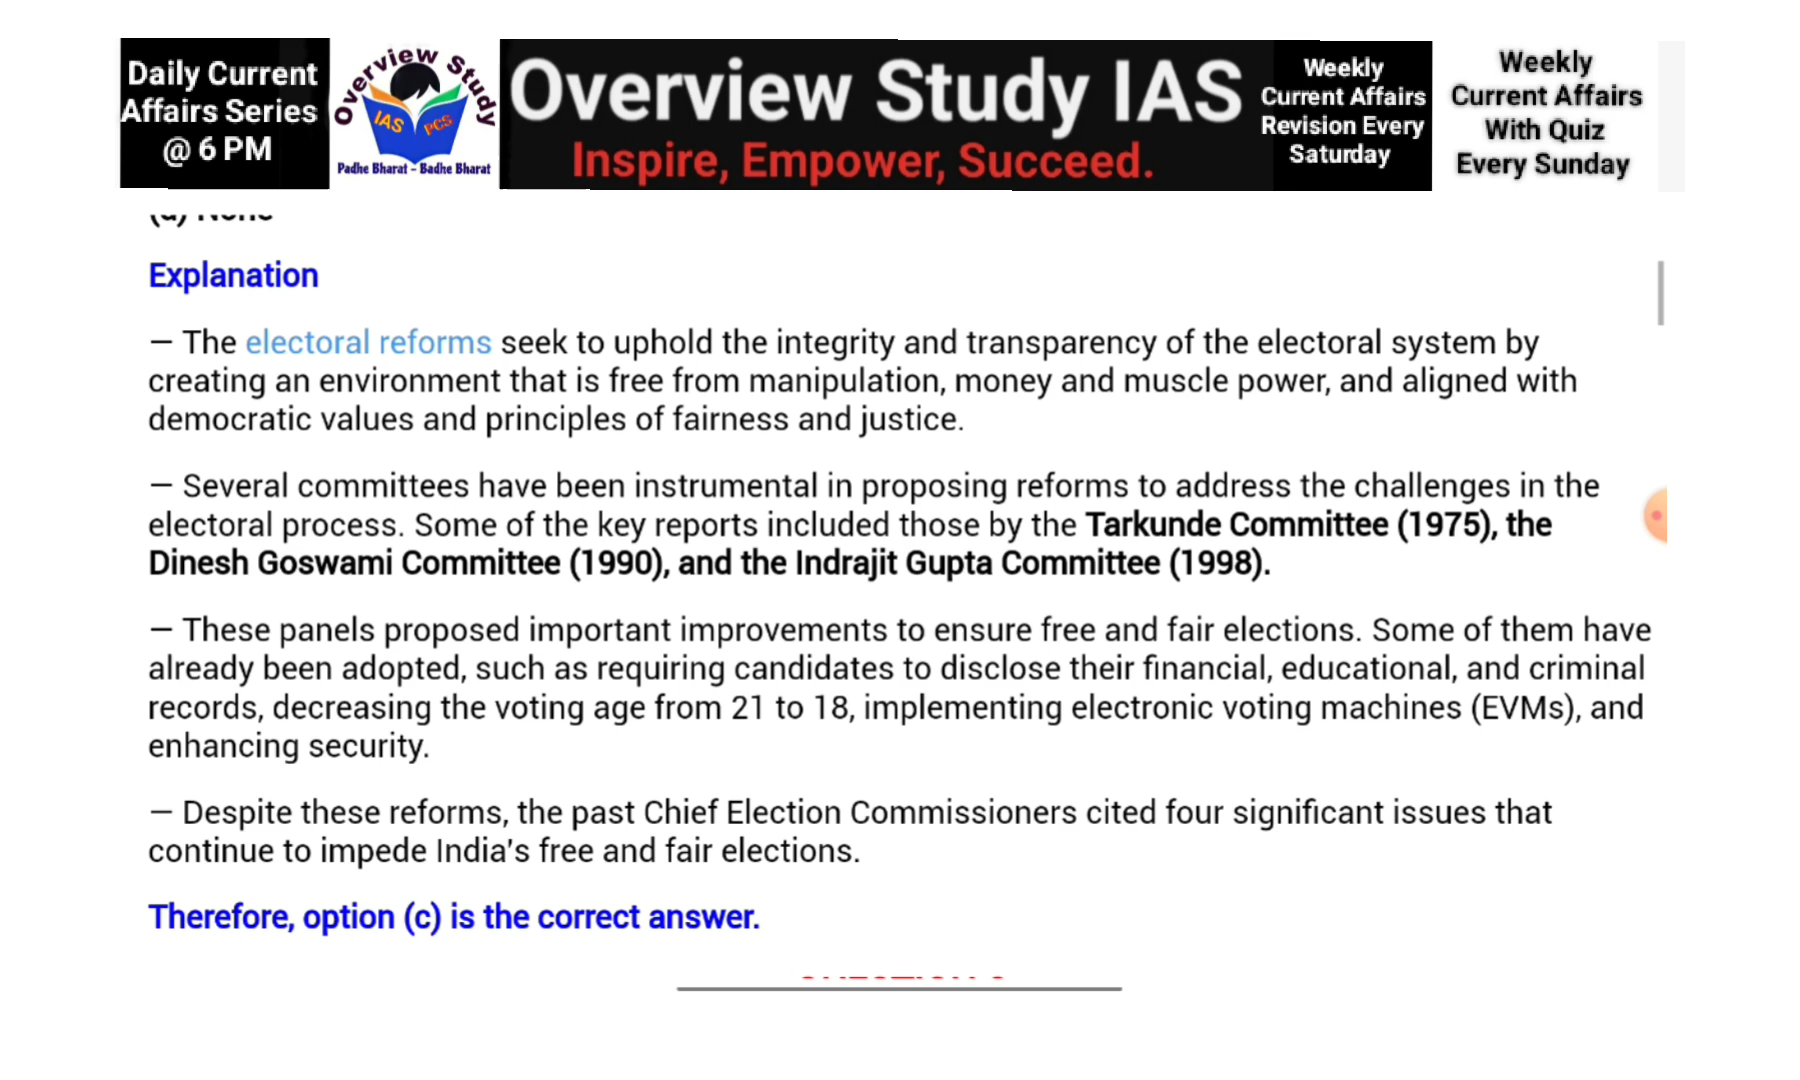 Daily Current
Affairs Series
@ 6 PM
Overview Study
IAS PCS
Padhe Bharat - Badhe Bharat
Overview Study IAS
Inspire, Empower, Succeed.
Weekly
Current Affairs
Revision Every
Saturday
Weekly
Current Affairs
With Quiz
Every Sunday
(d) None
Explanation
– The electoral reforms seek to uphold the integrity and transparency of the electoral system by
creating an environment that is free from manipulation, money and muscle power, and aligned with
democratic values and principles of fairness and justice.
– Several committees have been instrumental in proposing reforms to address the challenges in the
electoral process. Some of the key reports included those by the Tarkunde Committee (1975), the
Dinesh Goswami Committee (1990), and the Indrajit Gupta Committee (1998).
– These panels proposed important improvements to ensure free and fair elections. Some of them have
already been adopted, such as requiring candidates to disclose their financial, educational, and criminal
records, decreasing the voting age from 21 to 18, implementing electronic voting machines (EVMs), and
enhancing security.
– Despite these reforms, the past Chief Election Commissioners cited four significant issues that
continue to impede India's free and fair elections.
Therefore, option (c) is the correct answer.